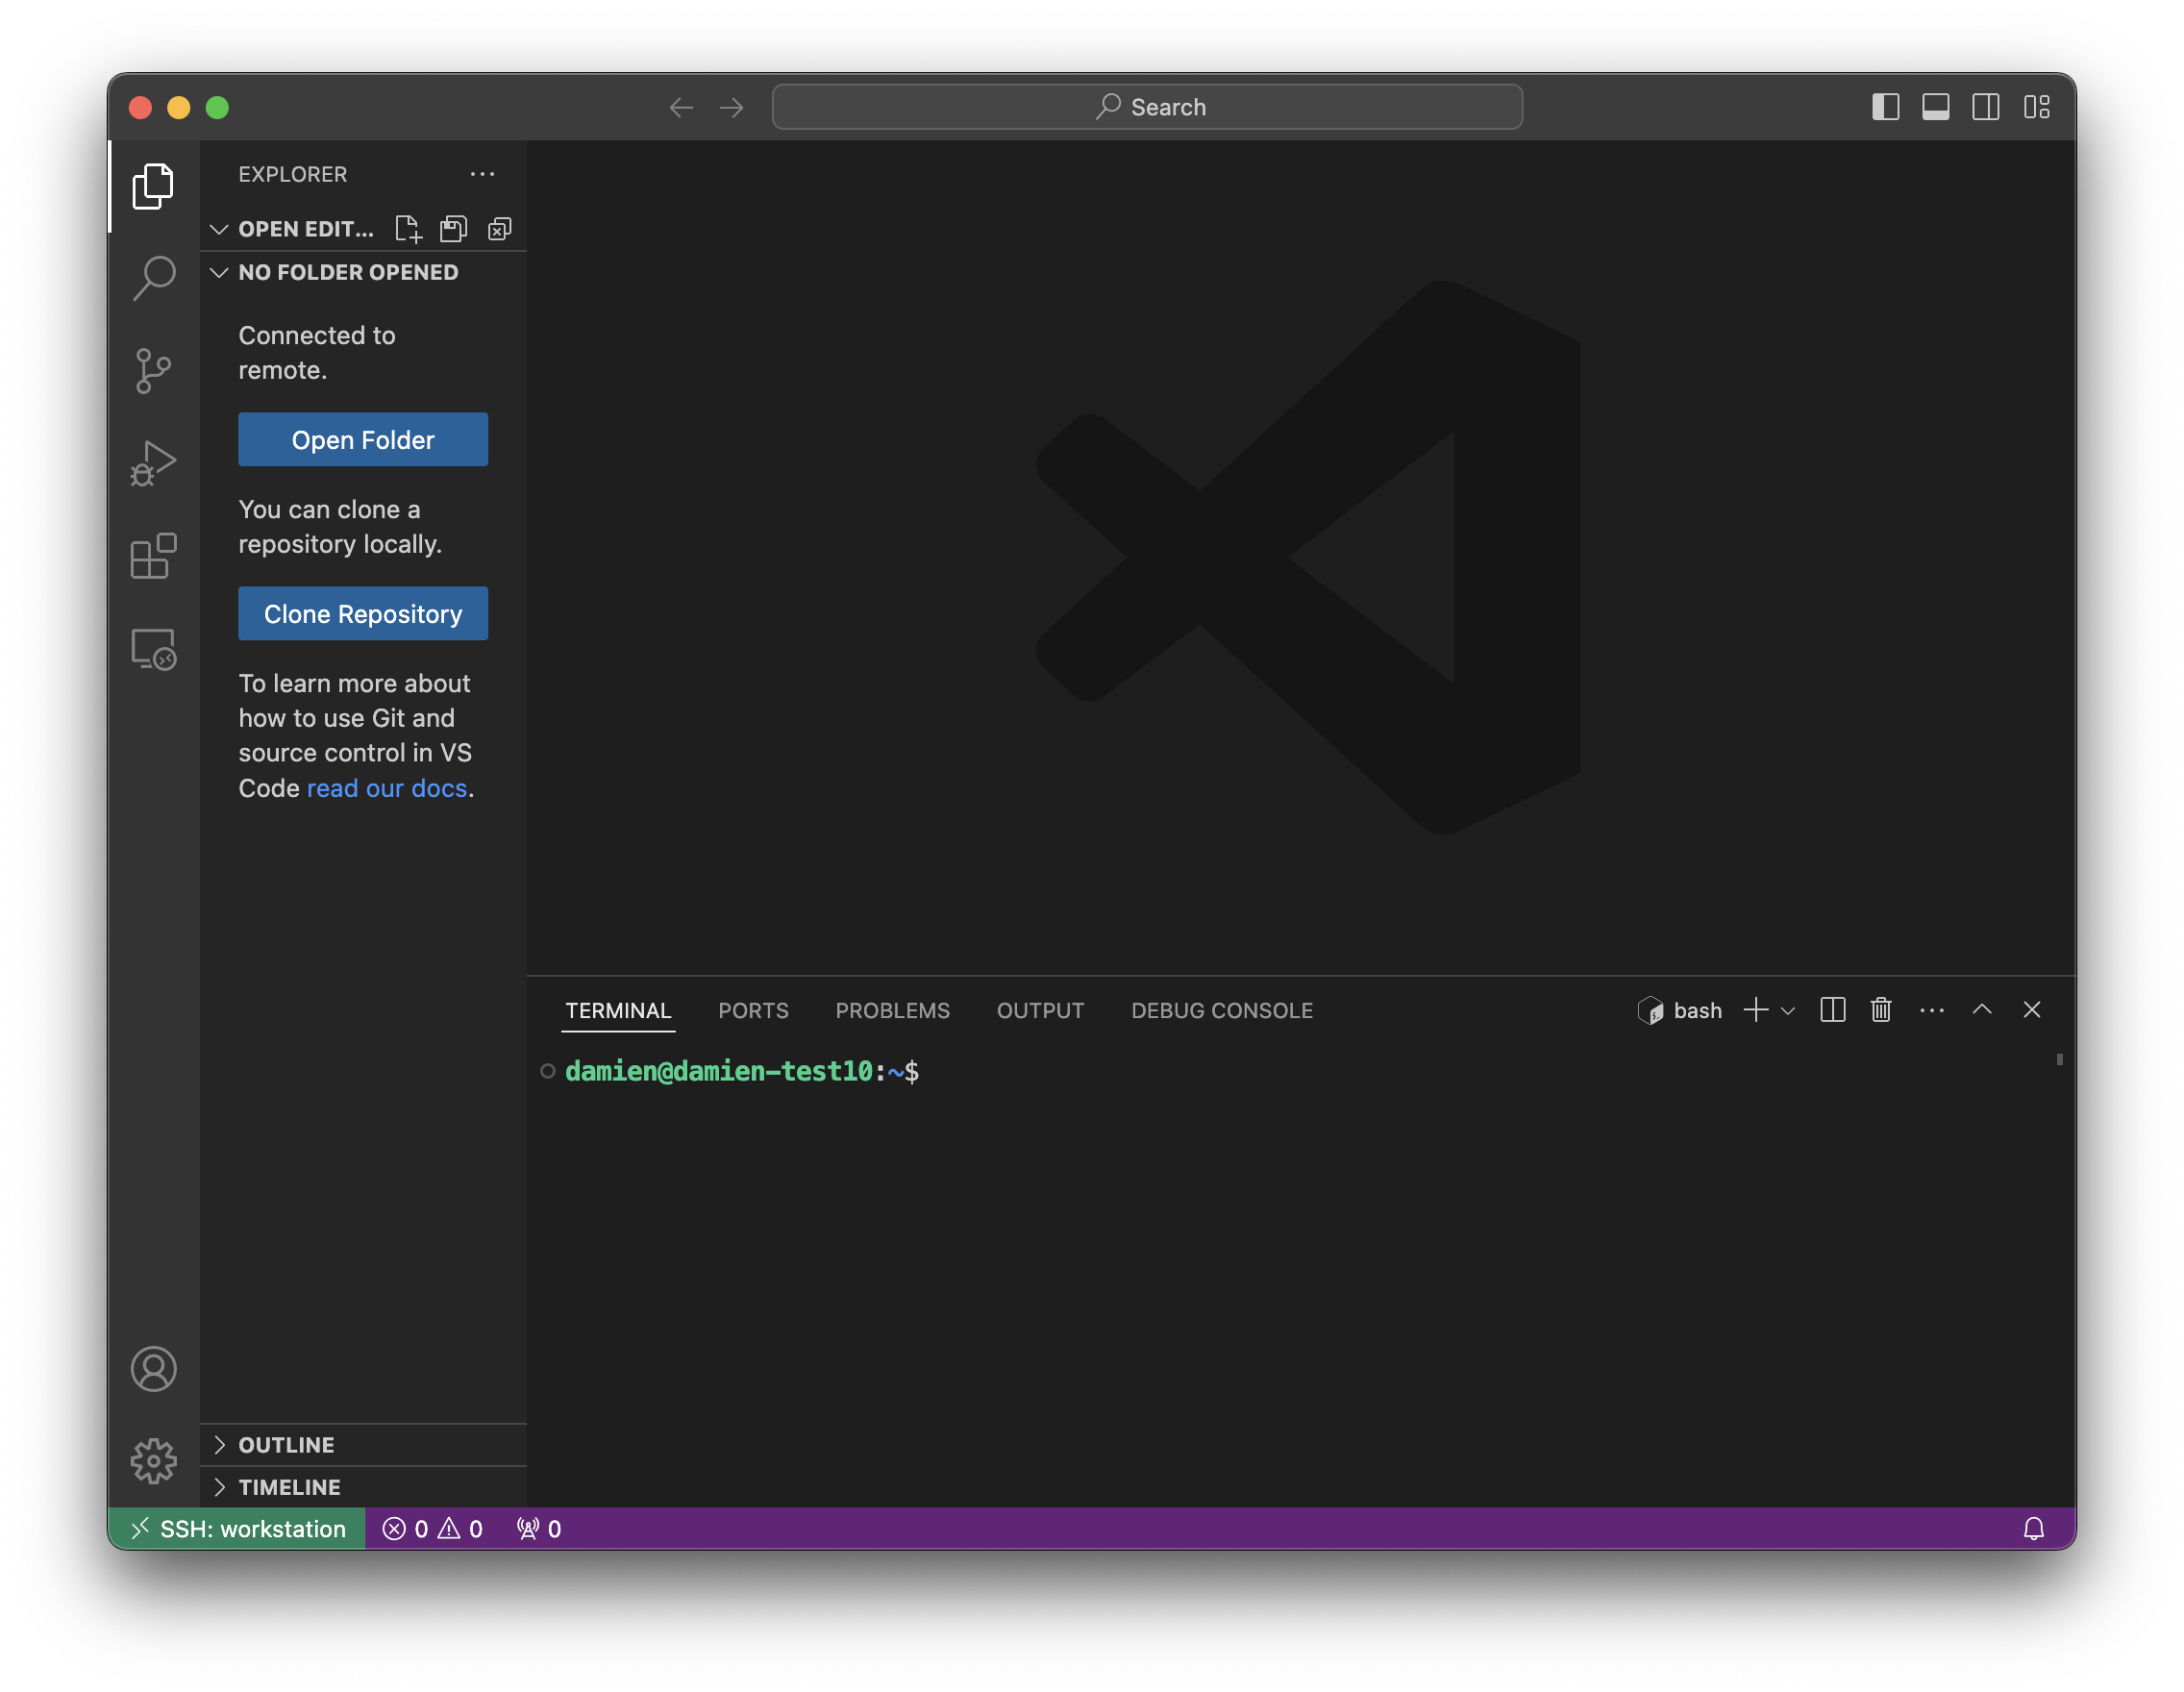 Search
EXPLORER
OPEN EDIT...
NO FOLDER OPENED
Connected to
remote.
Open Folder
You can clone a
repository locally.
Clone Repository
To learn more about
how to use Git and
source control in VS
Code read our docs.
OUTLINE
TIMELINE
TERMINAL PORTS PROBLEMS OUTPUT DEBUG CONSOLE bash
damien@damien-test10:~$
SSH: workstation 0 0 0